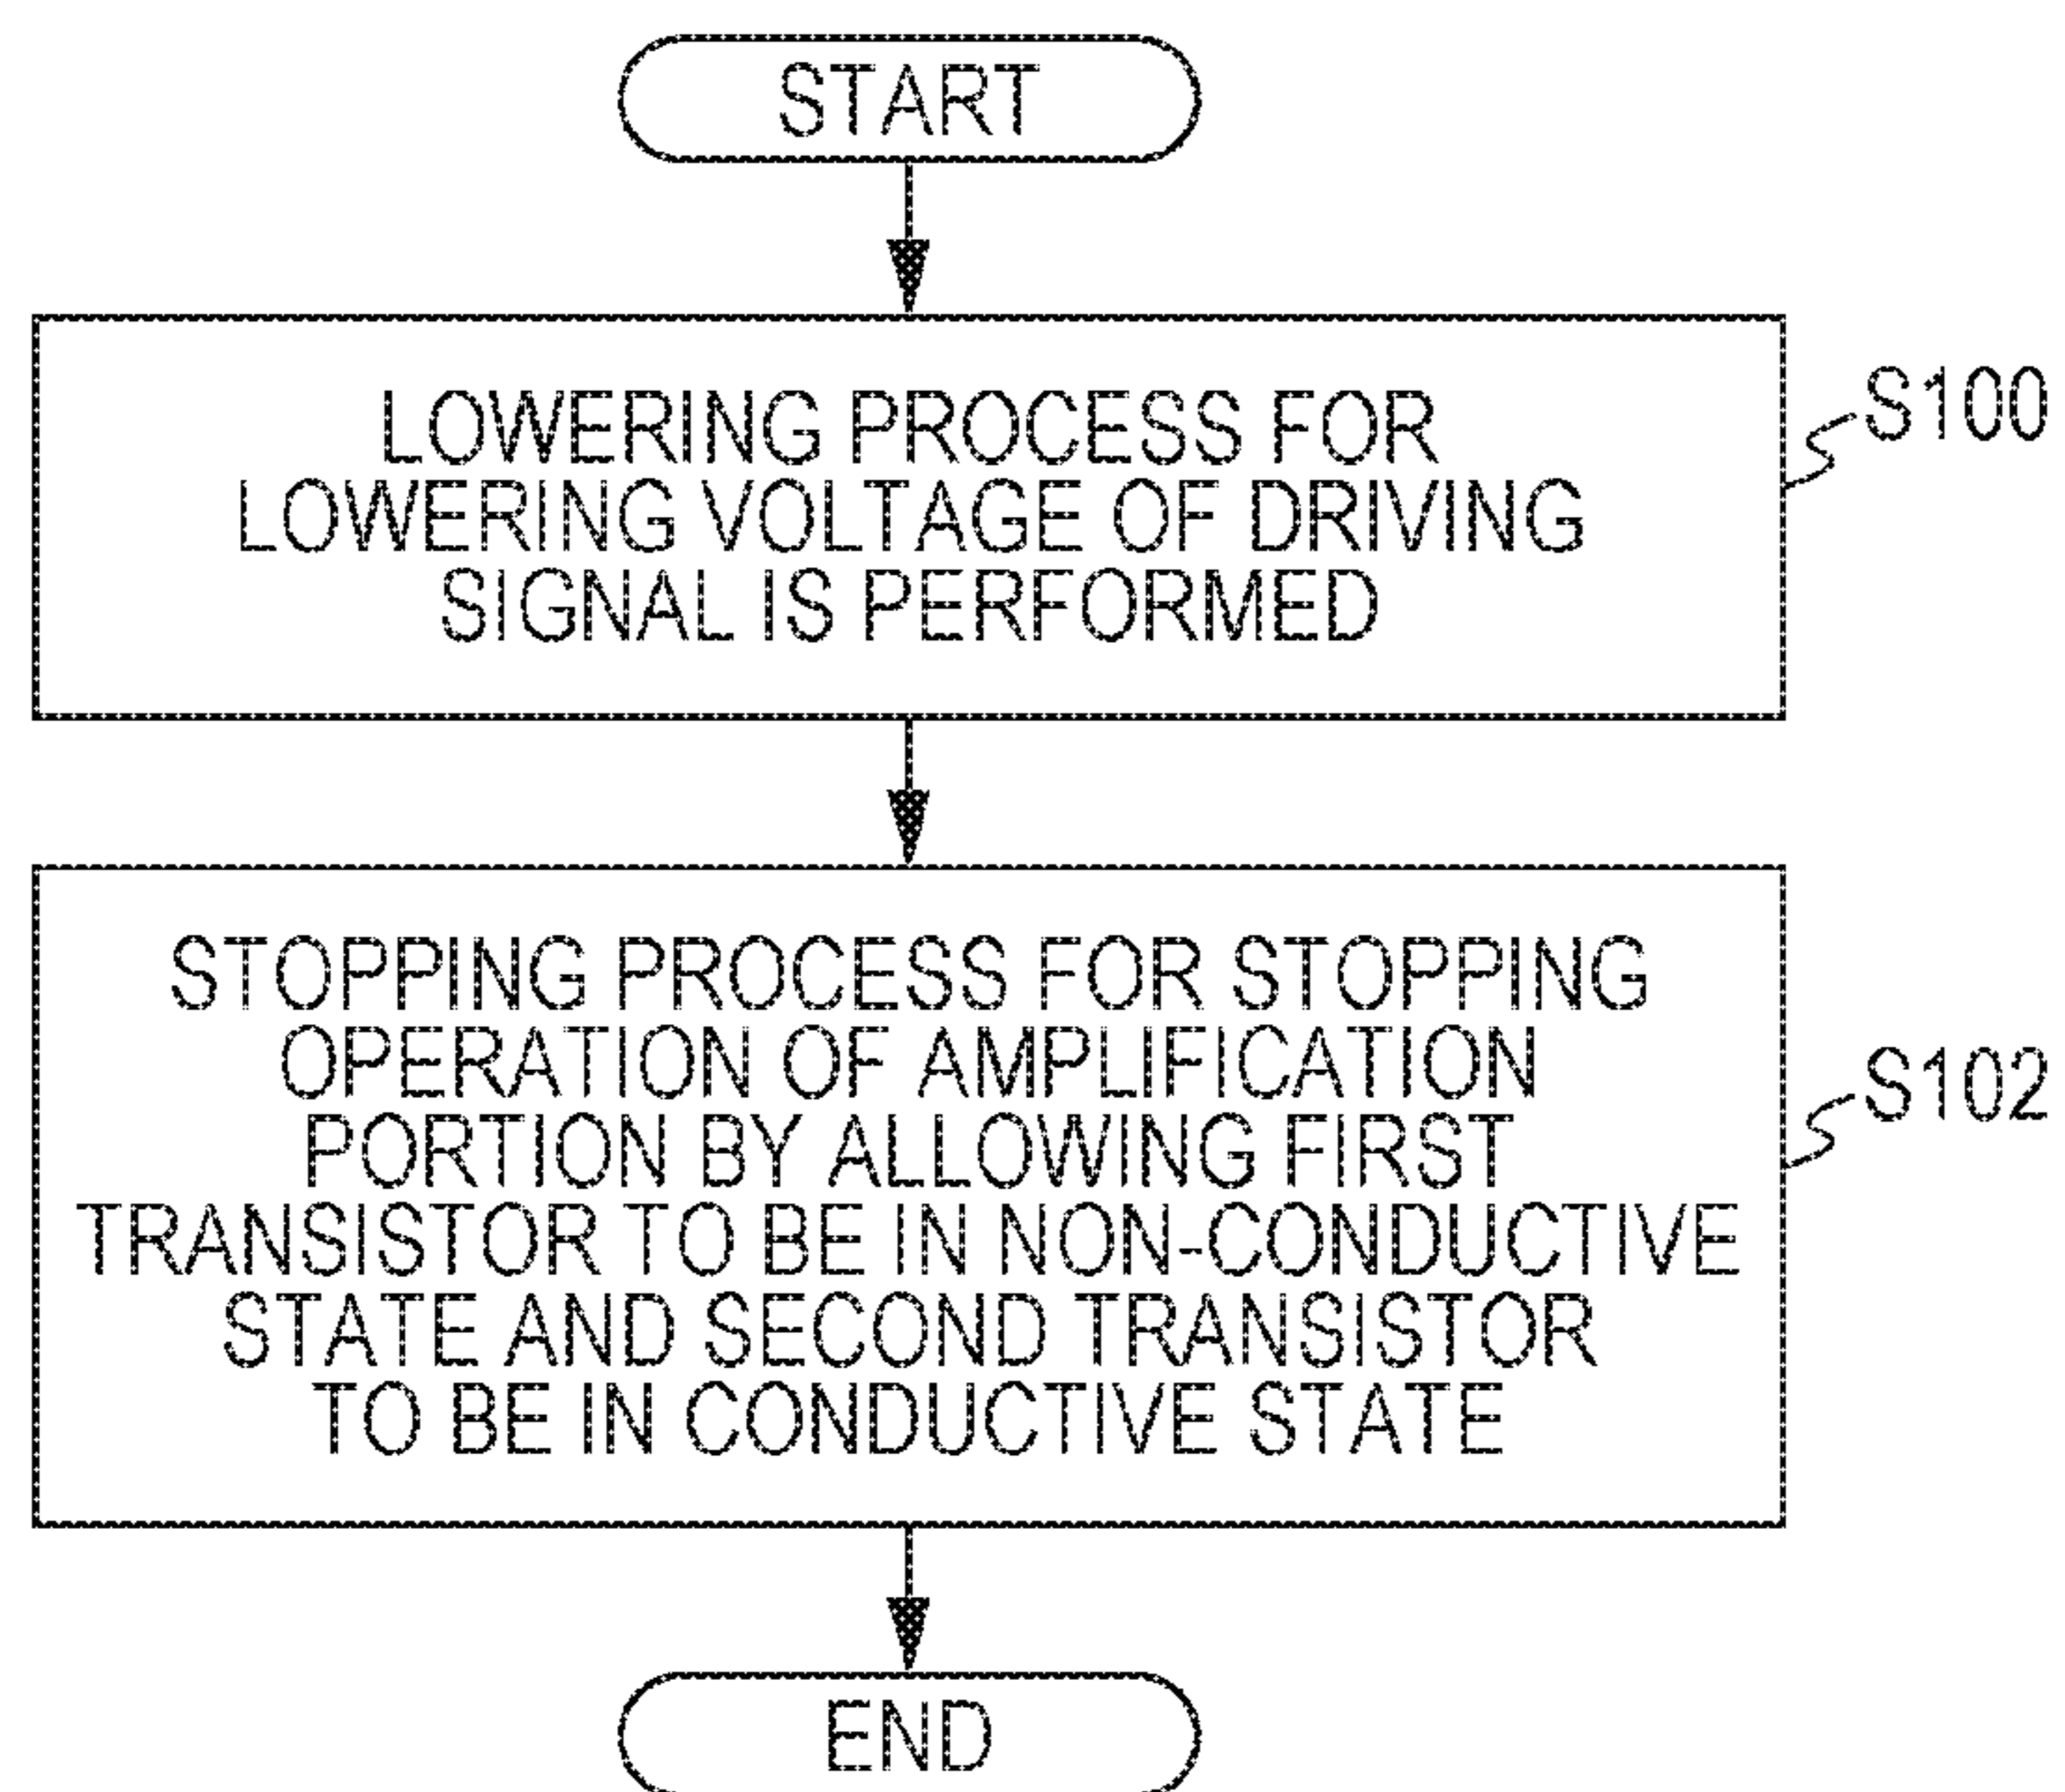 START
LOWERING PROCESS FOR
LOWERING VOLTAGE OF DRIVING
SIGNAL IS PERFORMED
S100
STOPPING PROCESS FOR STOPPING
OPERATION OF AMPLIFICATION
PORTION BY ALLOWING FIRST
TRANSISTOR TO BE IN NON-CONDUCTIVE
STATE AND SECOND TRANSISTOR
TO BE IN CONDUCTIVE STATE
S102
END